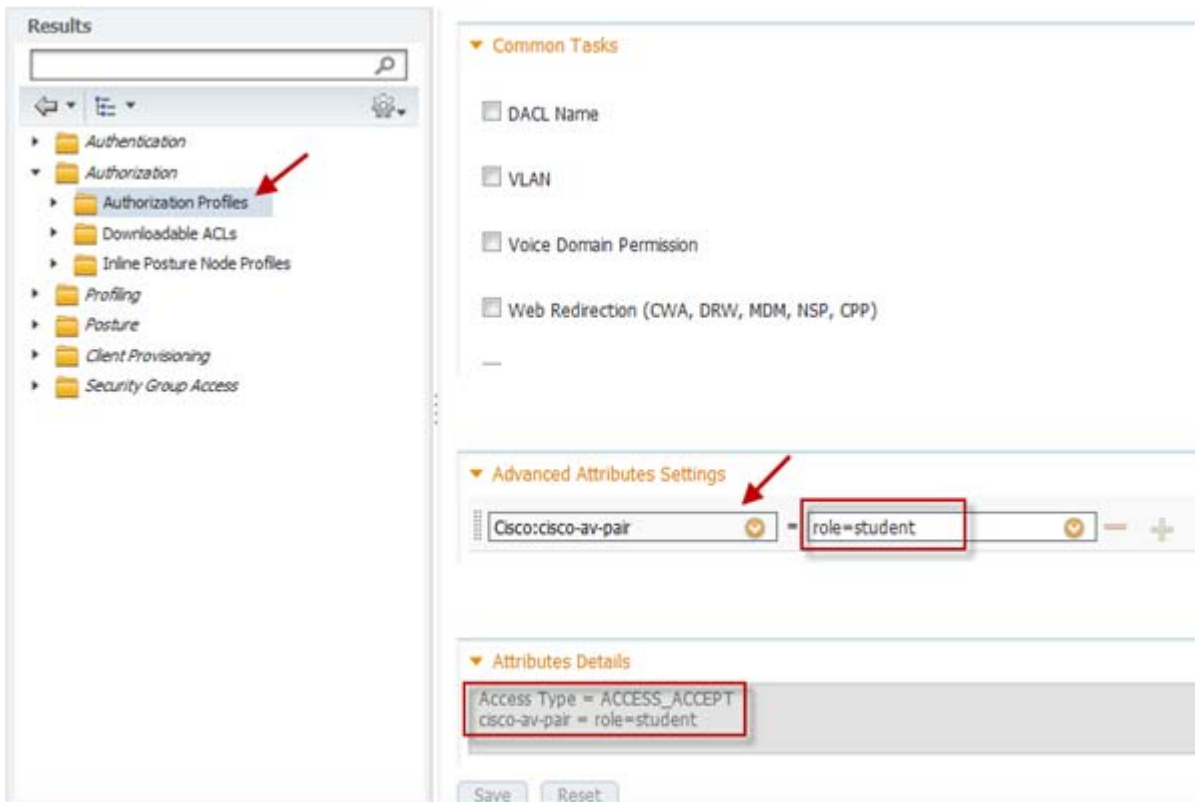 Results
Authentication
Authorization
Authorization Profiles
Downloadable ACLs
Inline Posture Node Profiles
Profiling
Posture
Client Provisioning
Security Group Access
Common Tasks
DACL Name
VLAN
Voice Domain Permission
Web Redirection (CWA, DRW, MDM, NSP, CPP)
Advanced Attributes Settings
Cisco:cisco-av-pair = role=student
Attributes Details
Access Type = ACCESS_ACCEPT
cisco-av-pair = role=student
Save Reset